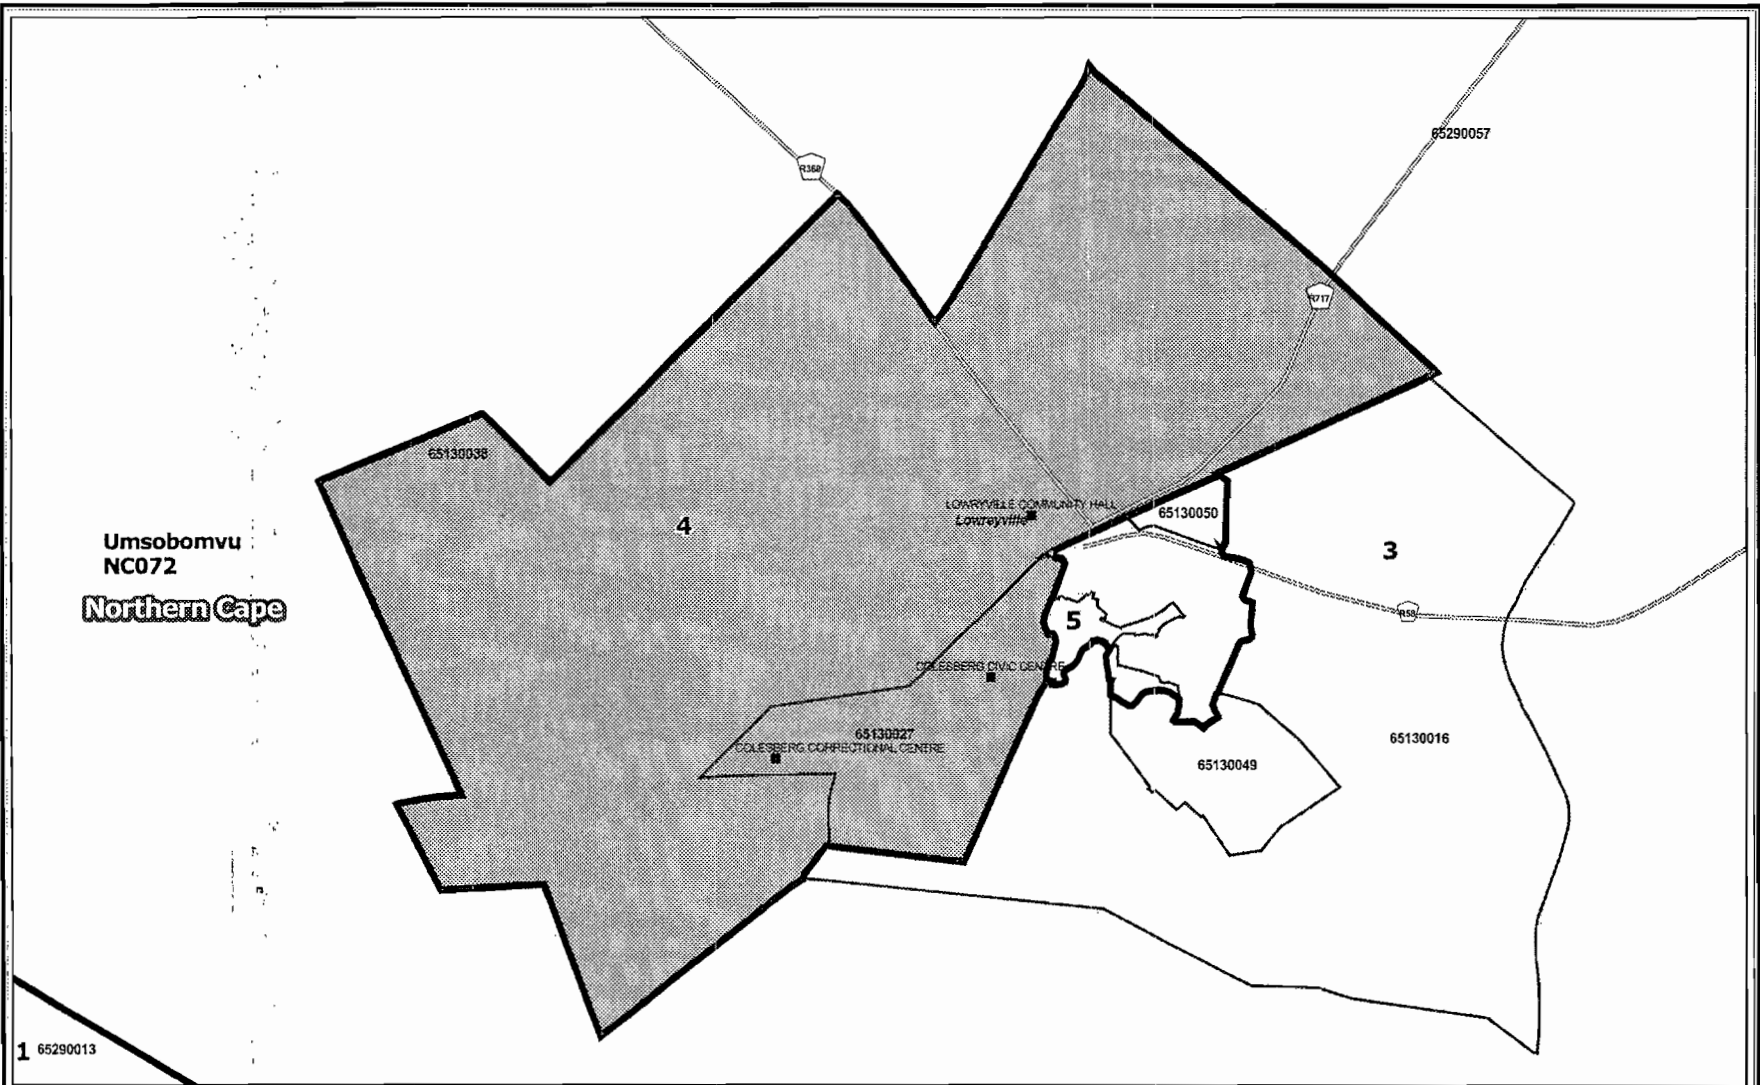 65290057
R369
R717
65130038
LOWRYVILLE COMMUNITY HALL
Lowreyville
65130050
4
3
Umsobomvu
NC072
Northern Cape
R58
5
COLESBERG CIVIC CENTRE
65130027
COLESBERG CORRECTIONAL CENTRE
65130016
65130049
1 65290013